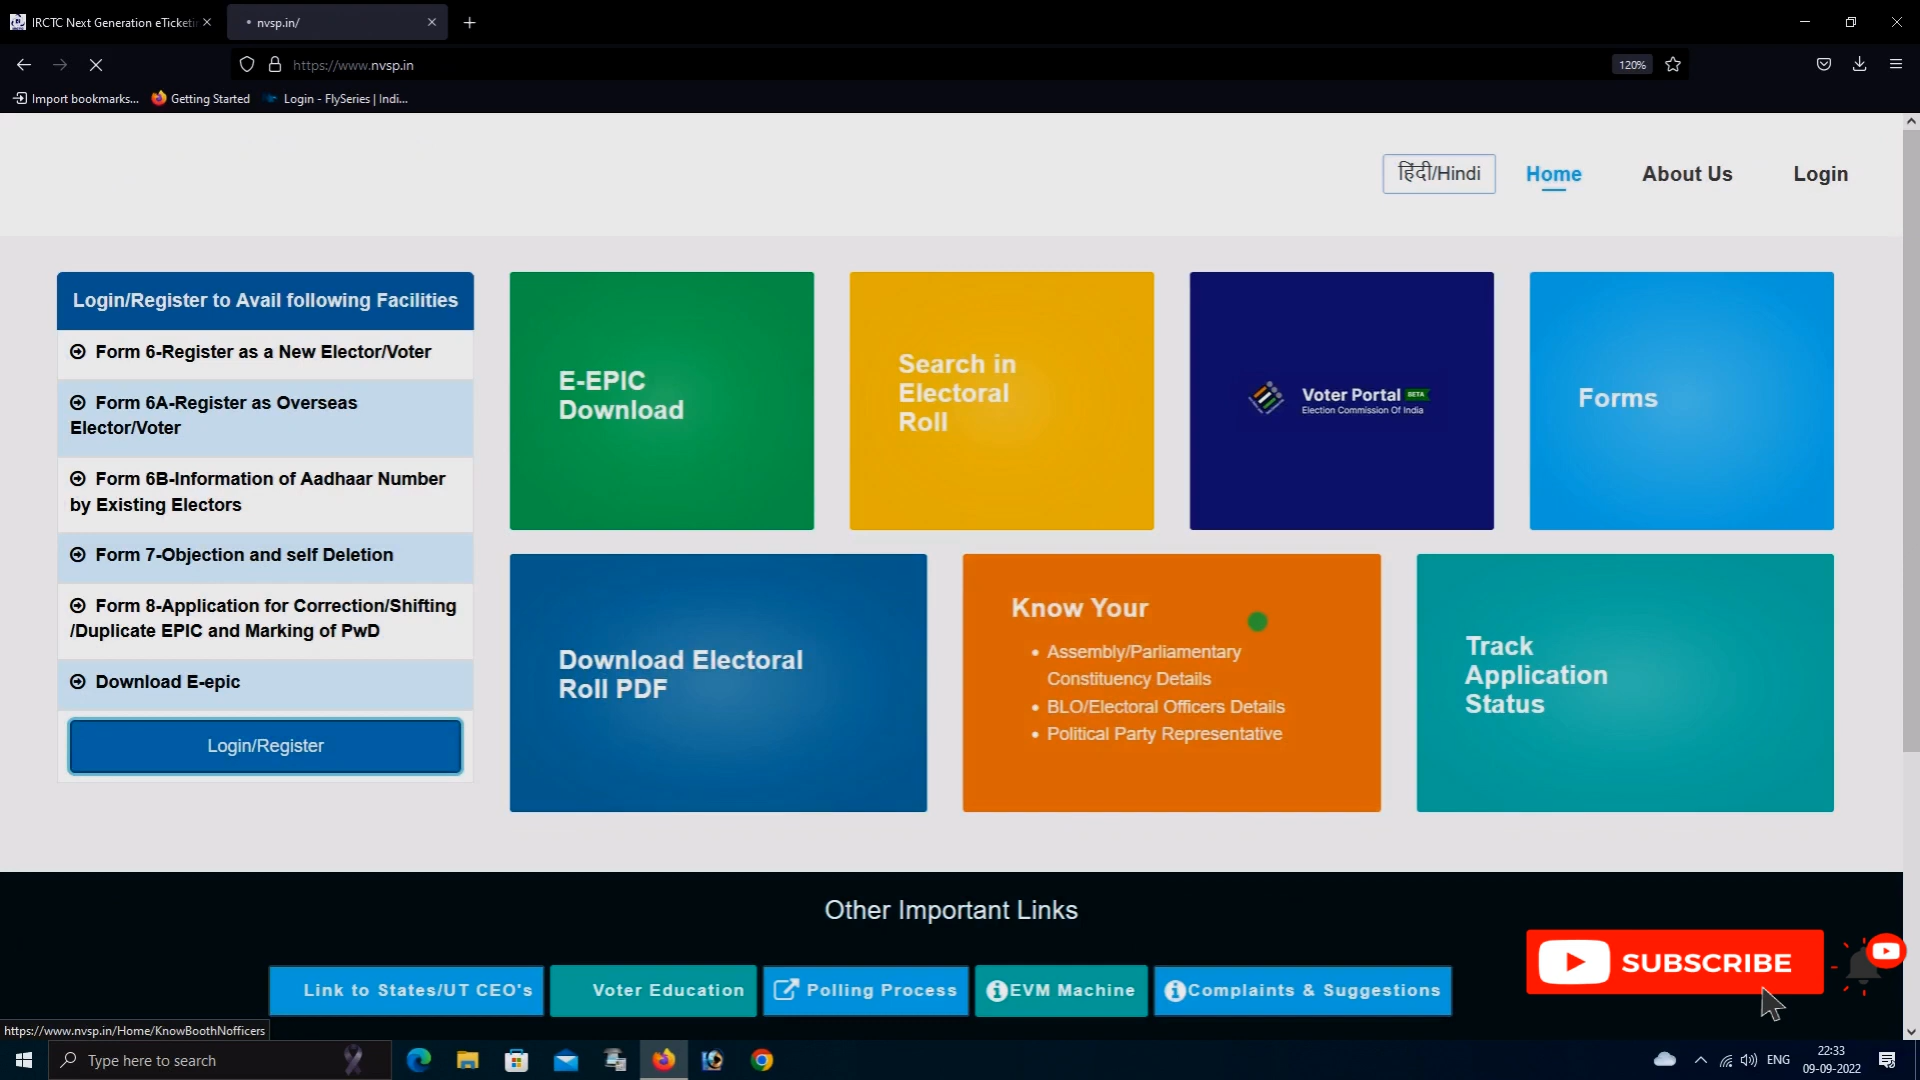 IRCTC Next Generation eTicketin
nvsp.in/
https://www.nvsp.in
120%
Import bookmarks...
Getting Started
Login - FlySeries | Indi...
हिंदी/Hindi
Home
About Us
Login
Login/Register to Avail following Facilities
Form 6-Register as a New Elector/Voter
Form 6A-Register as Overseas
Elector/Voter
Form 6B-Information of Aadhaar Number
by Existing Electors
Form 7-Objection and self Deletion
Form 8-Application for Correction/Shifting
/Duplicate EPIC and Marking of PwD
Download E-epic
Login/Register
E-EPIC
Download
Search in
Electoral
Roll
Voter Portal BETA
Election Commission Of India
Forms
Download Electoral
Roll PDF
Know Your
Assembly/Parliamentary
Constituency Details
BLO/Electoral Officers Details
Political Party Representative
Track
Application
Status
Other Important Links
Link to States/UT CEO's
Voter Education
Polling Process
EVM Machine
Complaints & Suggestions
SUBSCRIBE
https://www.nvsp.in/Home/KnowBoothNofficers
Type here to search
ENG
22:33
09-09-2022